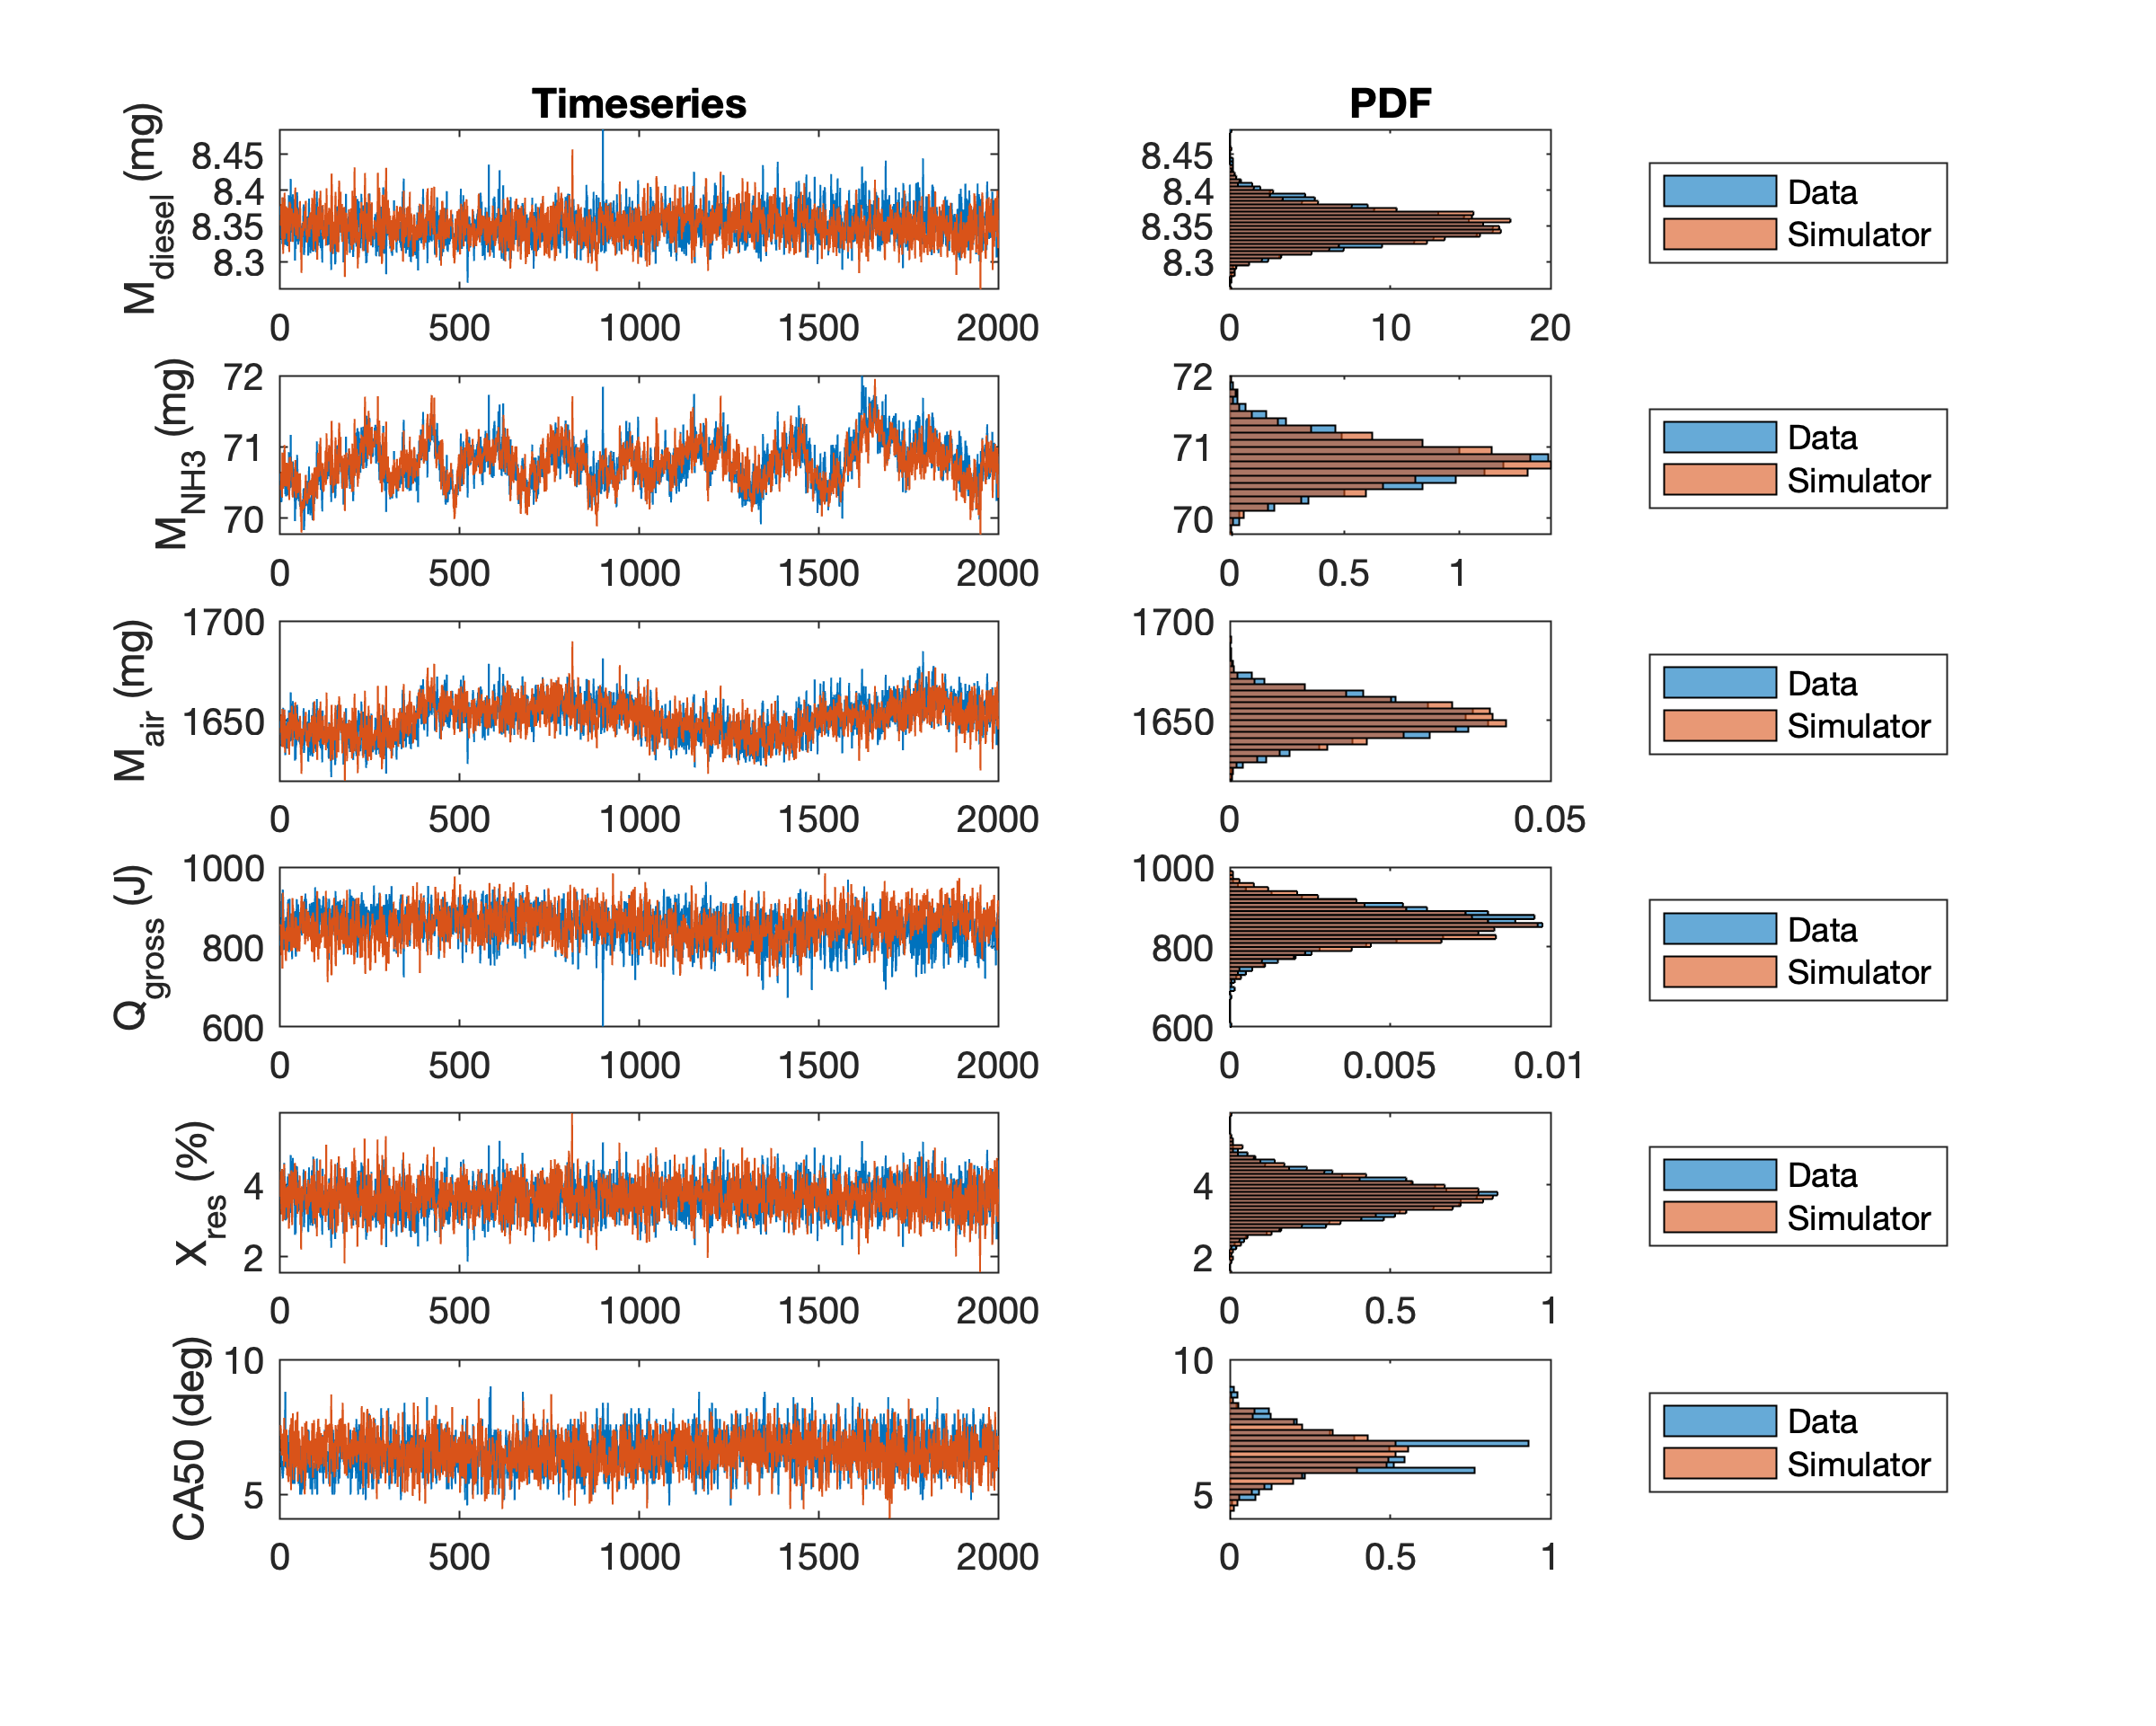 Timeseries
PDF
M_diesel (mg)
8.45
8.4
8.35
8.3
0 500 1000 1500 2000
8.45
8.4
8.35
8.3
0 10 20
Data
Simulator
M_NH3 (mg)
72
71
70
0 500 1000 1500 2000
72
71
70
0 0.5 1
Data
Simulator
M_air (mg)
1700
1650
0 500 1000 1500 2000
1700
1650
0 0.05
Data
Simulator
Q_gross (J)
1000
800
600
0 500 1000 1500 2000
1000
800
600
0 0.005 0.01
Data
Simulator
X_res (%)
4
2
0 500 1000 1500 2000
4
2
0 0.5 1
Data
Simulator
CA50 (deg)
10
5
0 500 1000 1500 2000
10
5
0 0.5 1
Data
Simulator